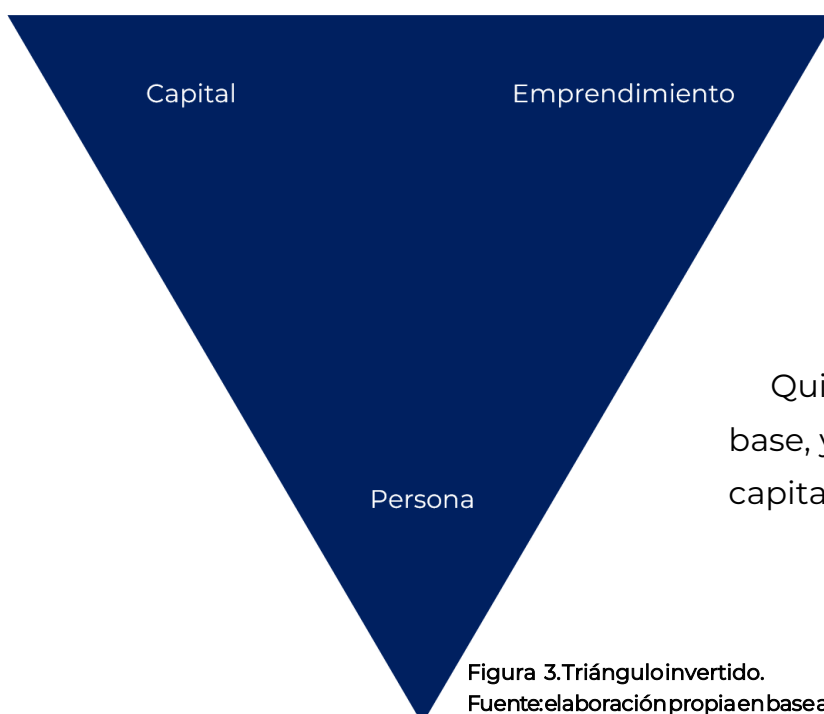 Capital Emprendimiento
Persona
Qui
base, y
capita
Figura 3.Triánguloinvertido.
Fuente:elaboraciónpropiaenbasea